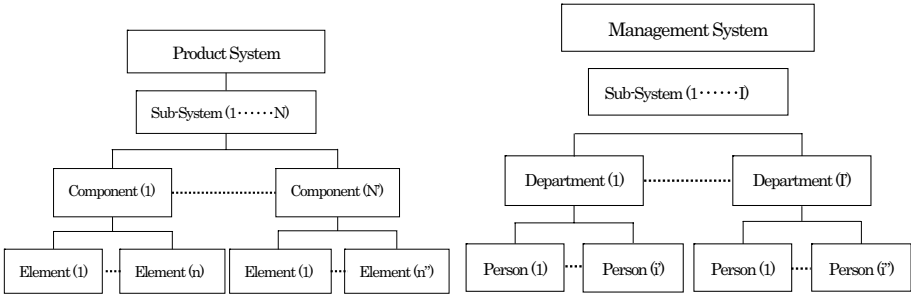 Product System
Sub-System (1······N)
Component (1)
Component (N')
Element (1)
Element (n)
Element (1)
Element (n'')
Management System
Sub-System (1······I)
Department (1)
Department (I')
Person (1)
Person (i')
Person (1)
Person (i'')